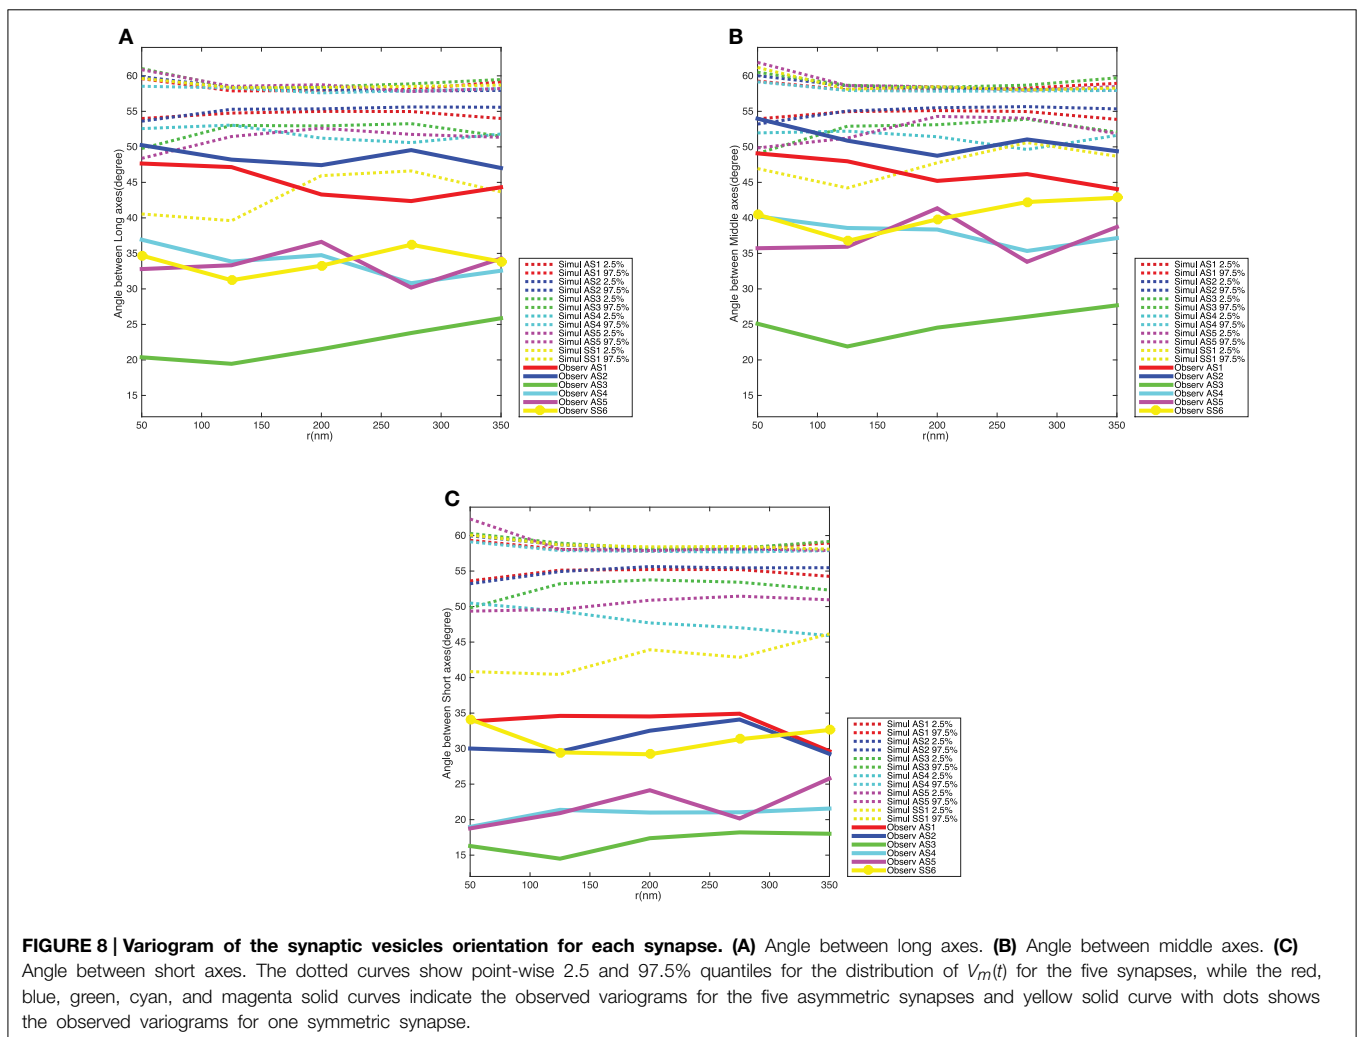 A
Angle between Long axes(degree)
60
55
50
45
40
35
30
25
20
15
50 100 150 200 250 300 350
r(nm)
Simul AS1 2.5%
Simul AS1 97.5%
Simul AS2 2.5%
Simul AS2 97.5%
Simul AS3 2.5%
Simul AS3 97.5%
Simul AS4 2.5%
Simul AS4 97.5%
Simul AS5 2.5%
Simul AS5 97.5%
Simul SS1 2.5%
Simul SS1 97.5%
Observ AS1
Observ AS2
Observ AS3
Observ AS4
Observ AS5
Observ SS6
B
Angle between Middle axes(degree)
60
55
50
45
40
35
30
25
20
15
50 100 150 200 250 300 350
r(nm)
Simul AS1 2.5%
Simul AS1 97.5%
Simul AS2 2.5%
Simul AS2 97.5%
Simul AS3 2.5%
Simul AS3 97.5%
Simul AS4 2.5%
Simul AS4 97.5%
Simul AS5 2.5%
Simul AS5 97.5%
Simul SS1 2.5%
Simul SS1 97.5%
Observ AS1
Observ AS2
Observ AS3
Observ AS4
Observ AS5
Observ SS6
C
Angle between Short axes(degree)
60
55
50
45
40
35
30
25
20
15
50 100 150 200 250 300 350
r(nm)
Simul AS1 2.5%
Simul AS1 97.5%
Simul AS2 2.5%
Simul AS2 97.5%
Simul AS3 2.5%
Simul AS3 97.5%
Simul AS4 2.5%
Simul AS4 97.5%
Simul AS5 2.5%
Simul AS5 97.5%
Simul SS1 2.5%
Simul SS1 97.5%
Observ AS1
Observ AS2
Observ AS3
Observ AS4
Observ AS5
Observ SS6
FIGURE 8 | Variogram of the synaptic vesicles orientation for each synapse. (A) Angle between long axes. (B) Angle between middle axes. (C)
Angle between short axes. The dotted curves show point-wise 2.5 and 97.5% quantiles for the distribution of Vm(t) for the five synapses, while the red,
blue, green, cyan, and magenta solid curves indicate the observed variograms for the five asymmetric synapses and yellow solid curve with dots shows
the observed variograms for one symmetric synapse.